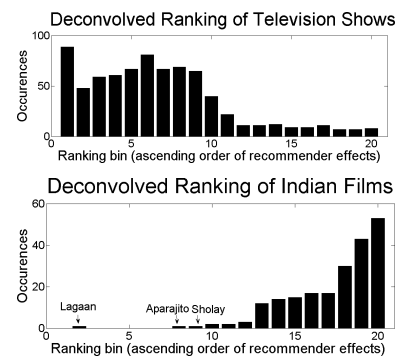 Deconvolved Ranking of Television Shows
100
50
0
Occurences
0 5 10 15 20
Ranking bin (ascending order of recommender effects)
Deconvolved Ranking of Indian Films
60
40
20
0
Occurences
Lagaan Aparajito Sholay
0 5 10 15 20
Ranking bin (ascending order of recommender effects)